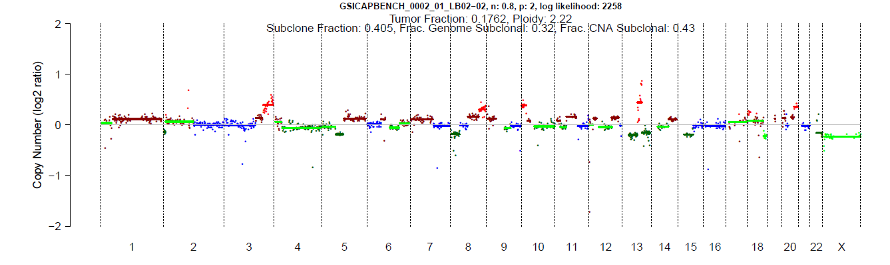 GSICAPBENCH_0002_01_LB02-02, n: 0.8, p: 2, log likelihood: 2258
Tumor Fraction: 0.1762, Ploidy: 2.22
Subclone Fraction: 0.405, Frac. Genome Subclonal: 0.32, Frac. CNA Subclonal: 0.43
Copy Number (log2 ratio)
2
1
0
−1
−2
1 2 3 4 5 6 7 8 9 10 11 12 13 14 15 16 18 20 22 X